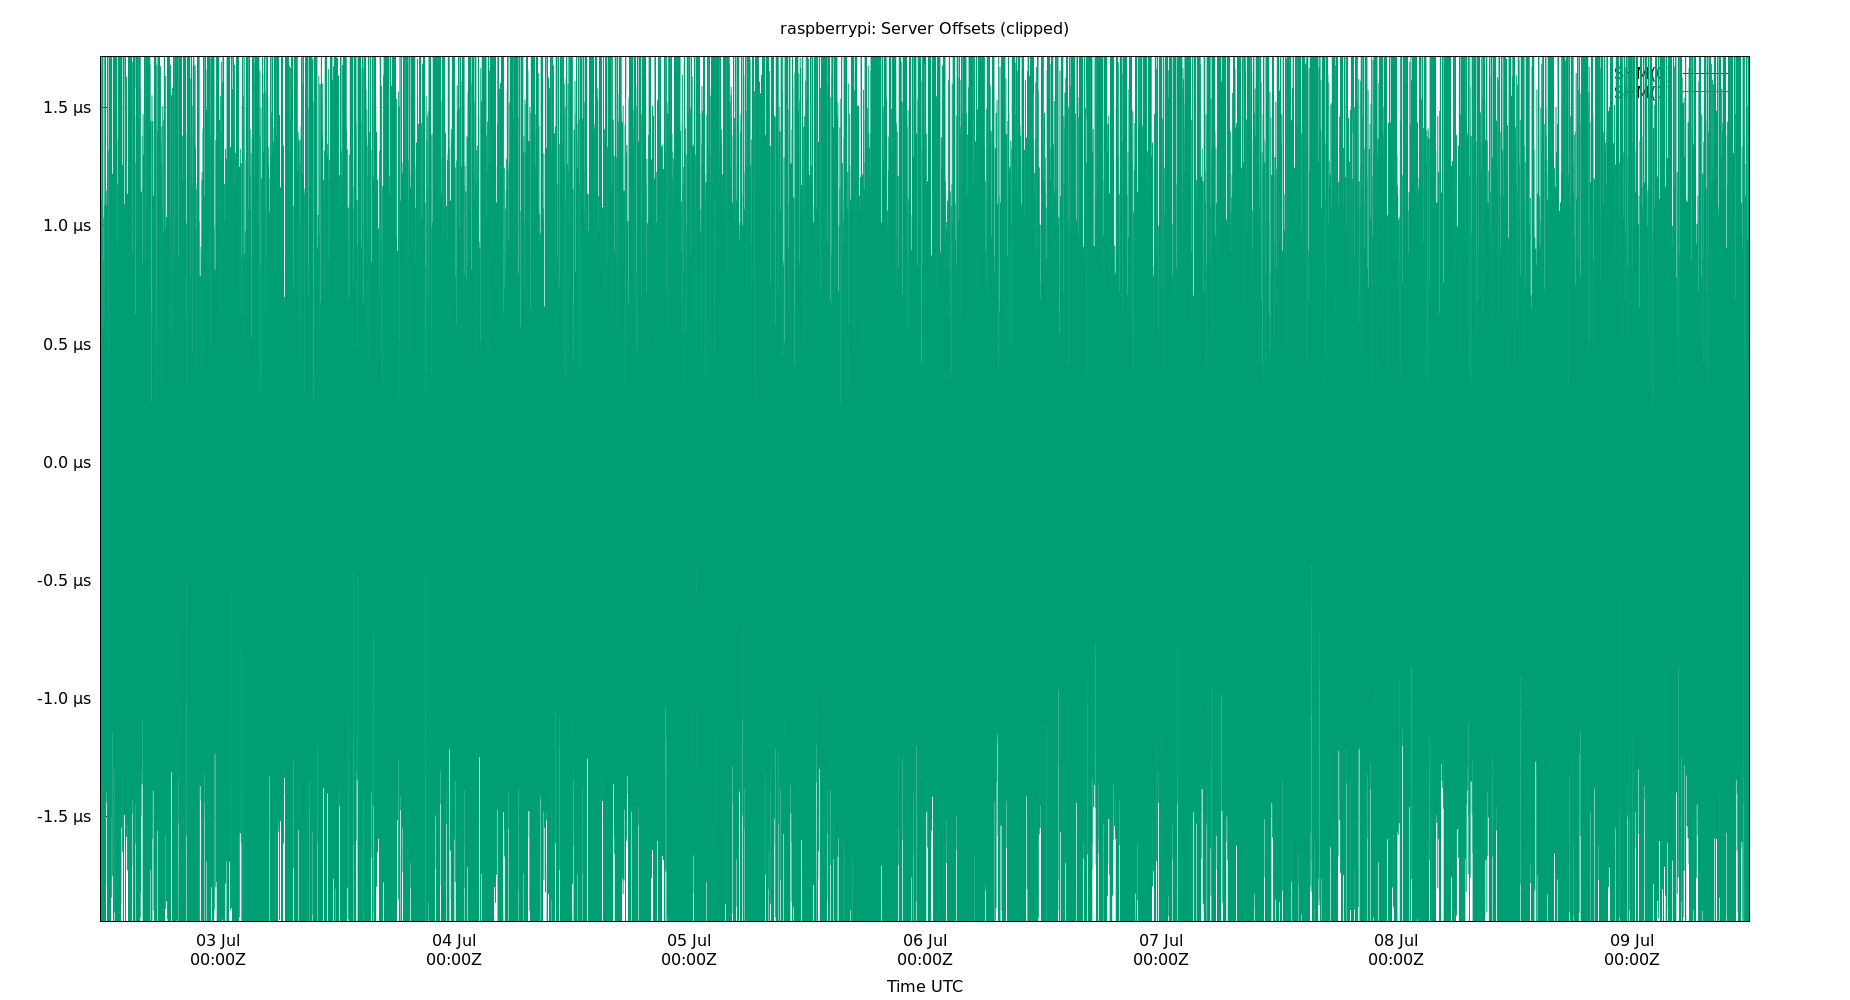 raspberrypi: Server Offsets (clipped)
1.5 µs
1.0 µs
0.5 µs
0.0 µs
-0.5 µs
-1.0 µs
-1.5 µs
03 Jul
00:00Z
04 Jul
00:00Z
05 Jul
00:00Z
06 Jul
00:00Z
07 Jul
00:00Z
08 Jul
00:00Z
09 Jul
00:00Z
Time UTC